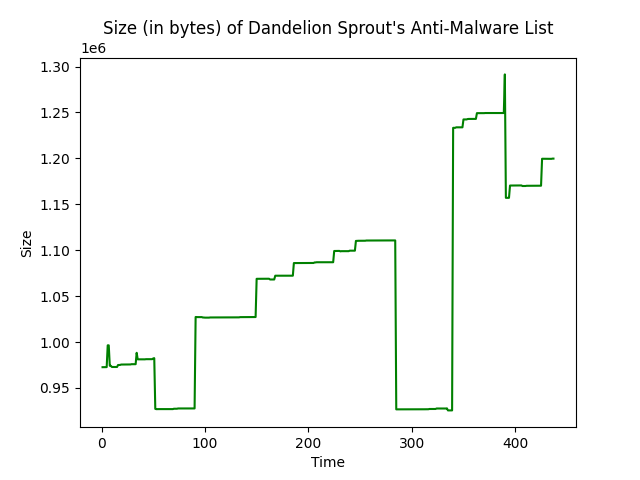 Size (in bytes) of Dandelion Sprout's Anti-Malware List
1e6
1.30
1.25
1.20
1.15
1.10
1.05
1.00
0.95
Size
0 100 200 300 400
Time